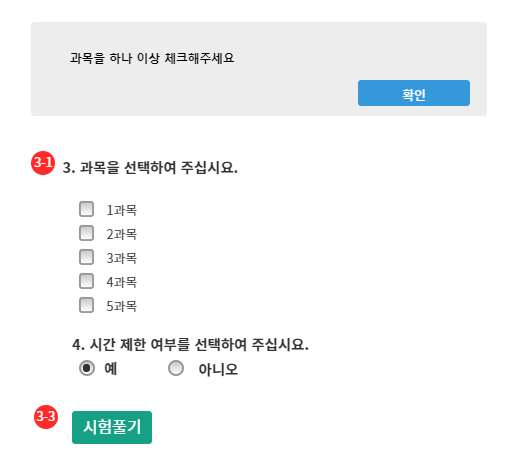 과목을 하나 이상 체크해주세요
확인
3-1 3. 과목을 선택하여 주십시요.
1과목
2과목
3과목
4과목
5과목
4. 시간 제한 여부를 선택하여 주십시요.
예 아니오
3-3 시험풀기